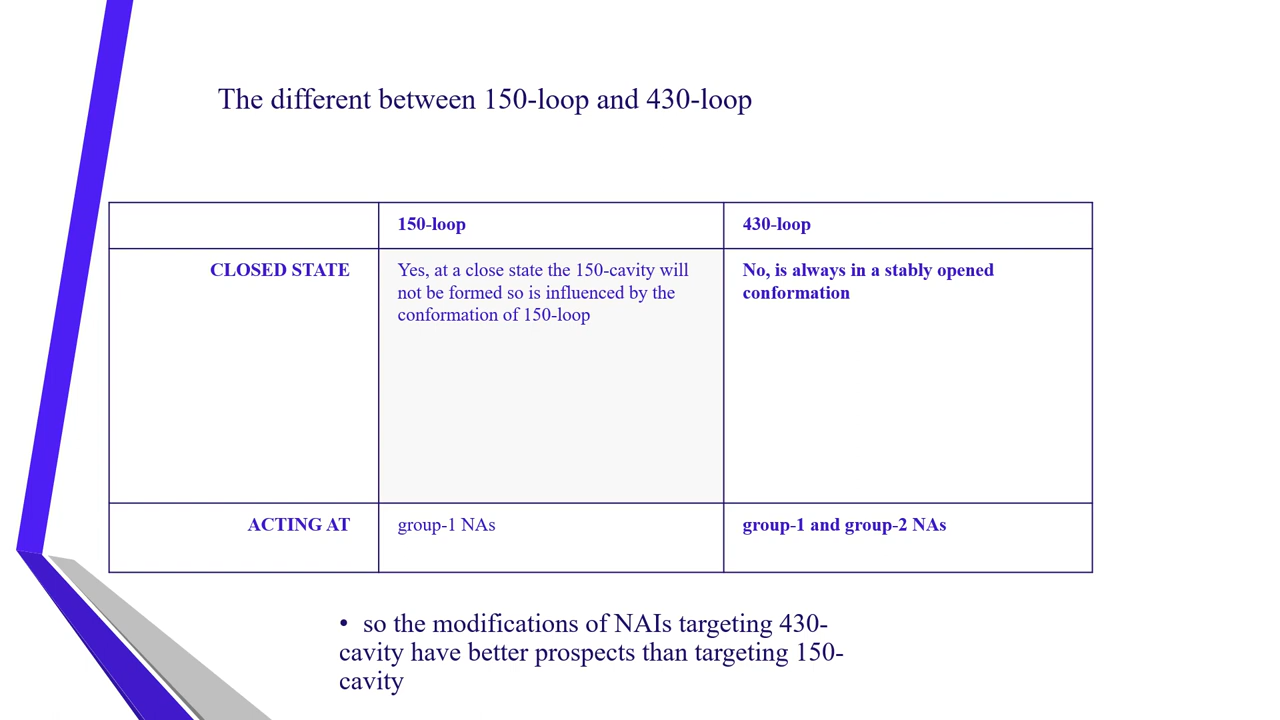 The different between 150-loop and 430-loop
150-loop
430-loop
CLOSED STATE
Yes, at a close state the 150-cavity will
not be formed so is influenced by the
conformation of 150-loop
No, is always in a stably opened
conformation
ACTING AT
group-1 NAs
group-1 and group-2 NAs
• so the modifications of NAIs targeting 430-
cavity have better prospects than targeting 150-
cavity